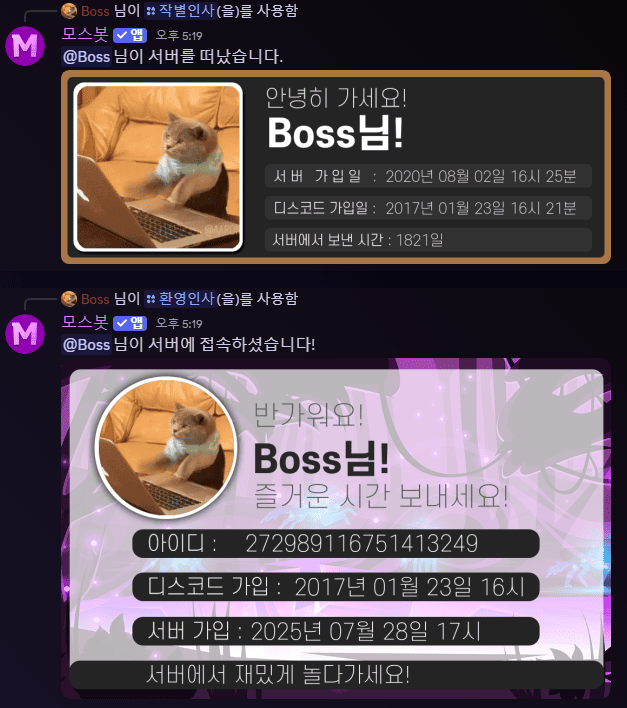 Boss 님이 작별인사(을)를 사용함
모스봇 앱 오후 5:19
@Boss님이 서버를 떠났습니다.
안녕히 가세요!
Boss님!
서버 가입일 : 2020년 08월 02일 16시 25분
디스코드 가입일 : 2017년 01월 23일 16시 21분
서버에서 보낸 시간 : 1821일
Boss 님이 환영인사(을)를 사용함
모스봇 앱 오후 5:19
@Boss님이 서버에 접속하셨습니다!
반가워요!
Boss님!
즐거운 시간 보내세요!
아이디 : 272989116751413249
디스코드 가입 : 2017년 01월 23일 16시
서버 가입 : 2025년 07월 28일 17시
서버에서 재밌게 놀다가세요!